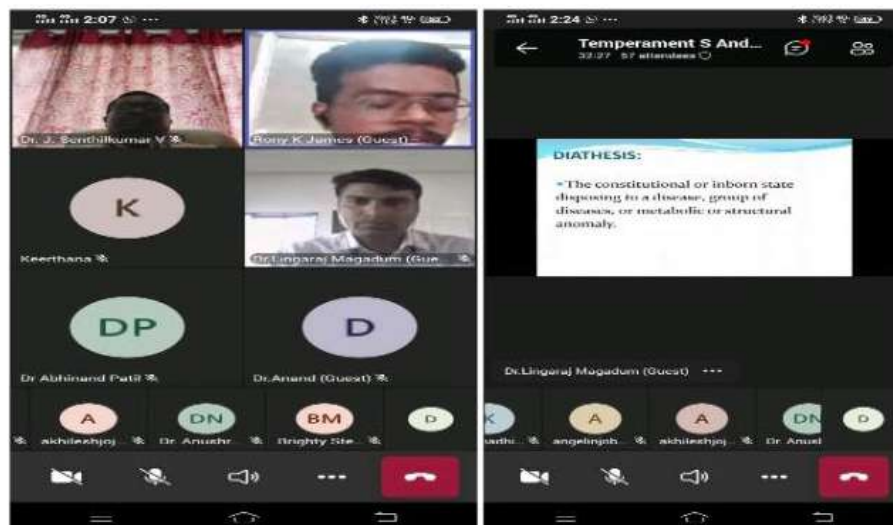 2:07
Dr. J. Senthilkumar V
Rony K James (Guest)
K
Keerthana
Dr.Lingaraj Magadum (Gue...
DP
Dr Abhinand Patil
D
Dr.Anand (Guest)
A
akhileshjoj...
DN
Dr. Anushr...
BM
Brighty Ste...
D
2:24
Temperament S And...
32:27 57 attendees
DIATHESIS:
The constitutional or inborn state
disposing to a disease, group of
diseases, or metabolic or structural
anomaly.
Dr.Lingaraj Magadum (Guest)
K
A
angelinjob...
A
akhileshjoj...
DN
Dr. Anusl
D